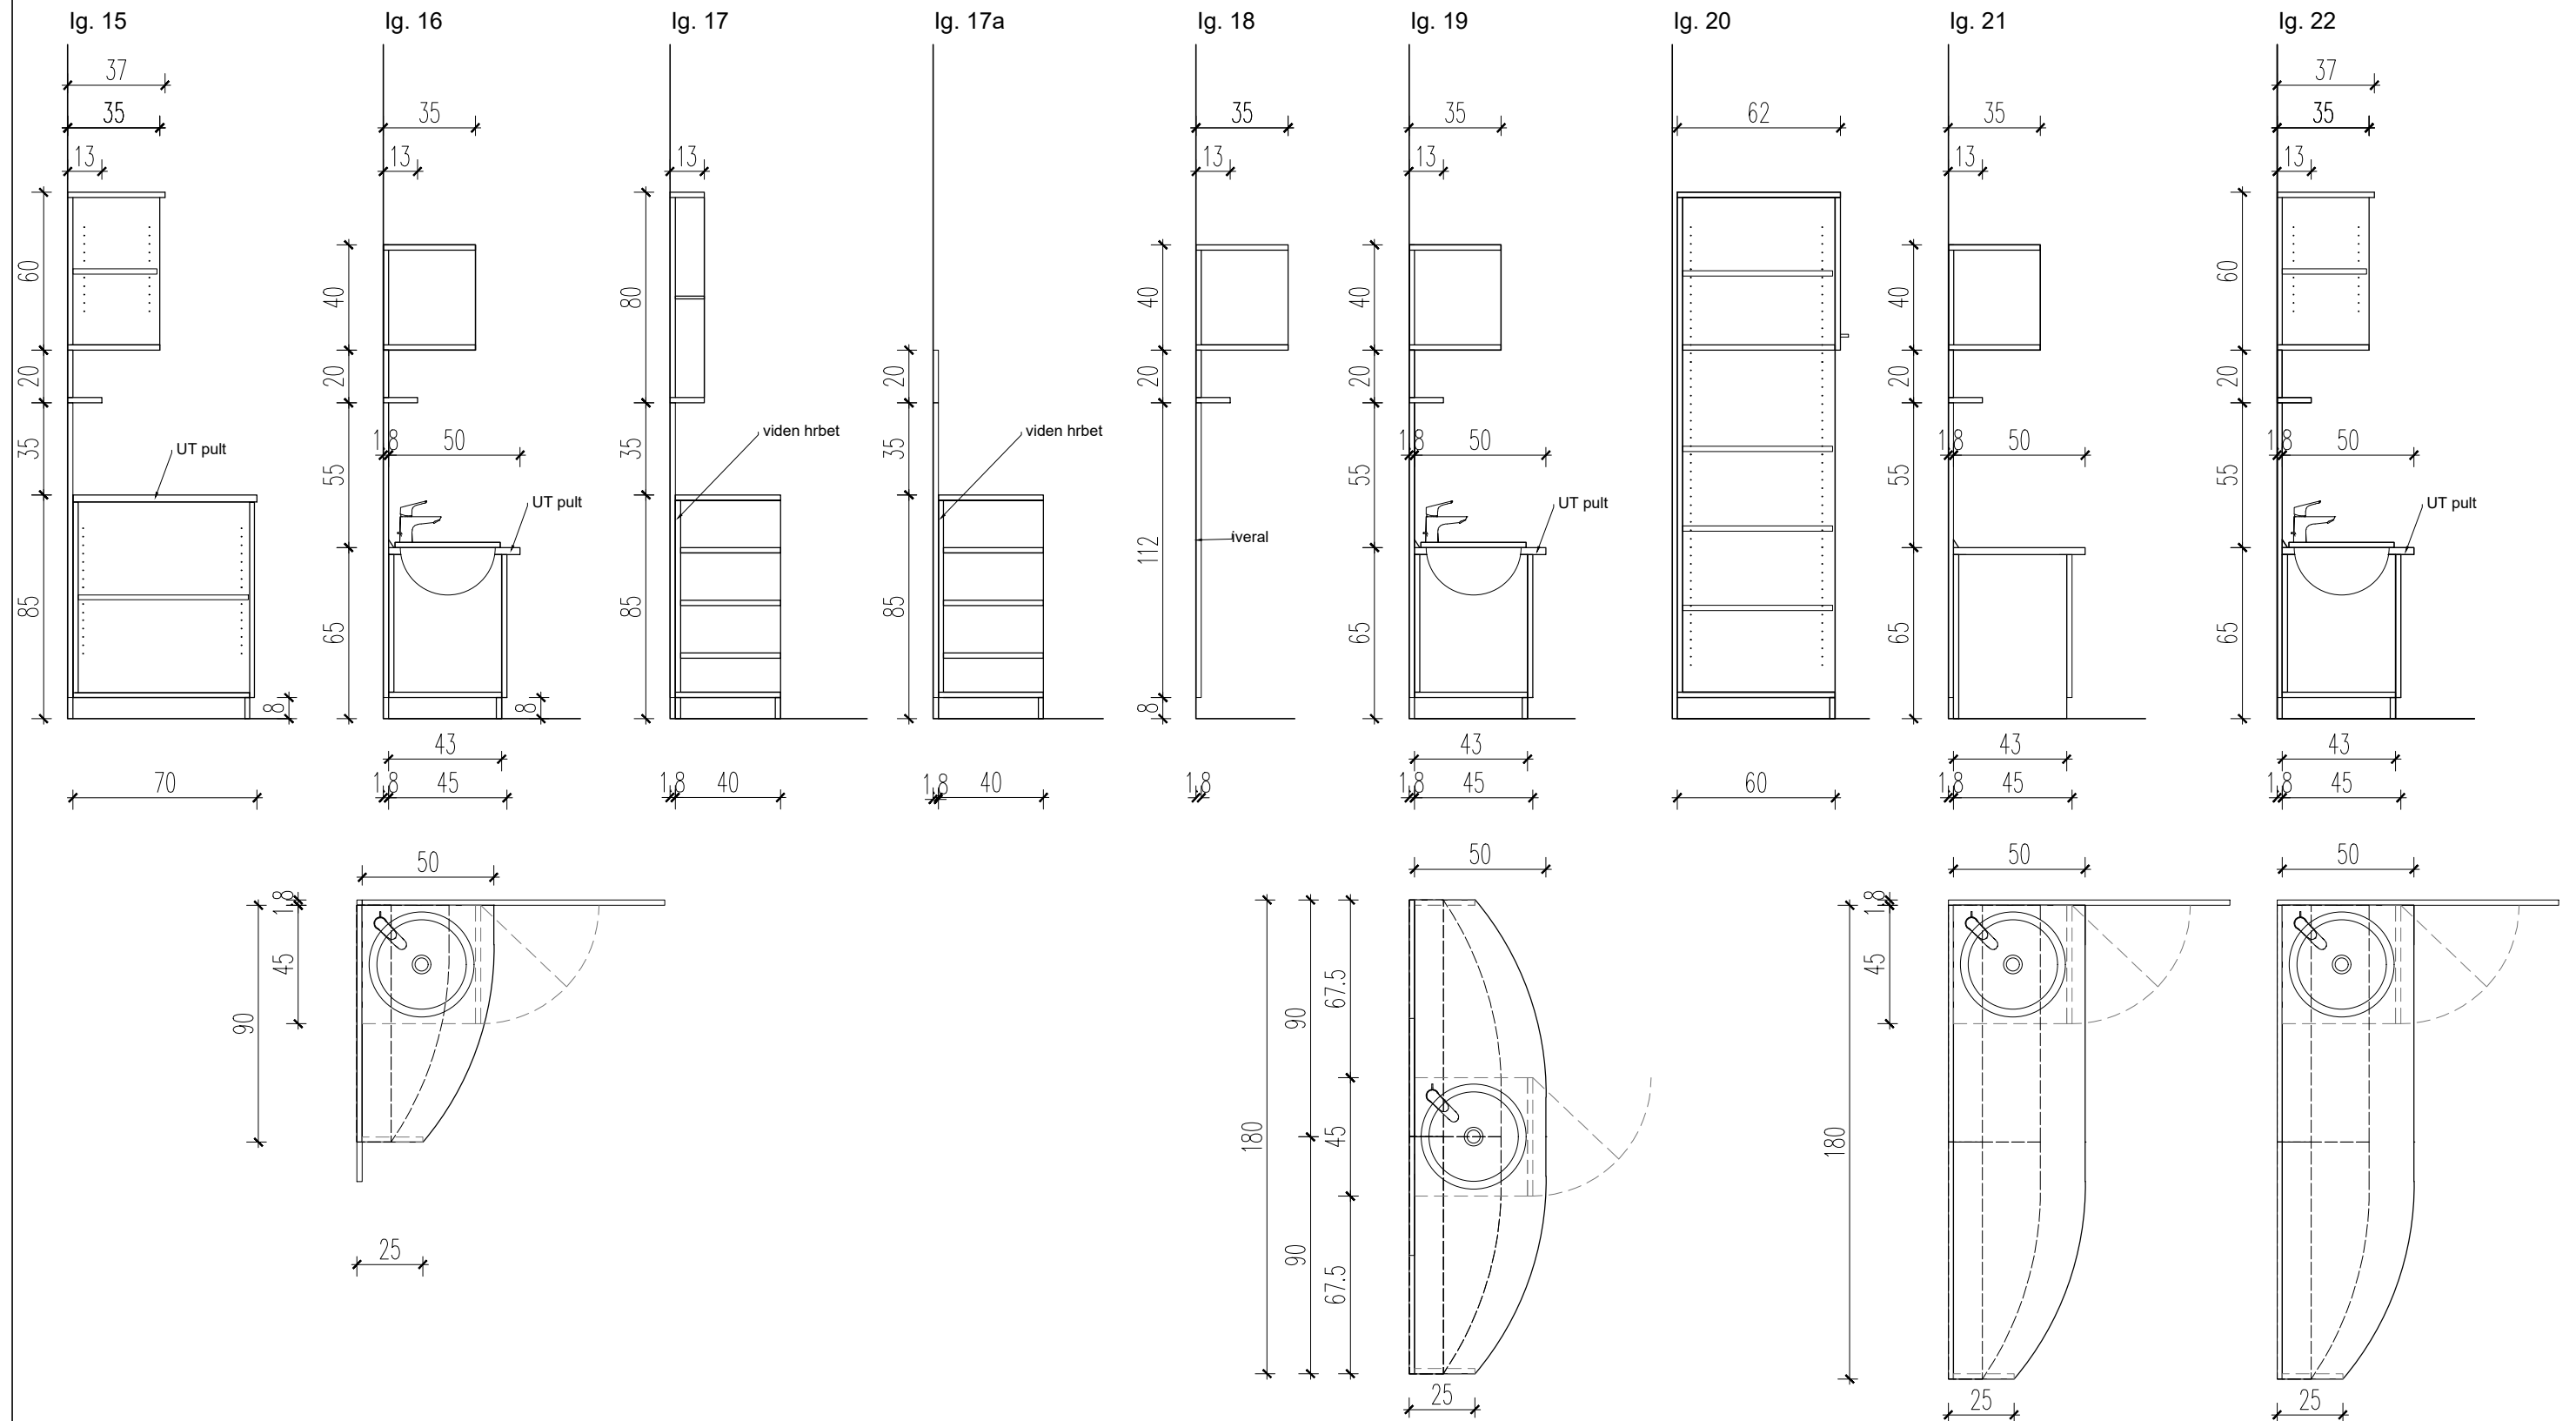 Ig. 15 Ig. 16 Ig. 17 Ig. 17a Ig. 18 Ig. 19 Ig. 20 Ig. 21 Ig. 22
37 37
35 35 35 35 62 35 35
13 13 13 13 13 13 13
60 40 80 40 40 40 60
20 20 20 20 20 20 20
viden hrbet viden hrbet
35 UT pult 55 1.8 50 35 35 55 1.8 50 55 1.8 50 55 1.8 50
UT pult UT pult UT pult
112 iveral
85 65 85 85 65 65 65
8 8 8
43 43 43 43
70 1.8 45 1.8 40 1.8 40 1.8 1.8 45 60 1.8 45 1.8 45
50 50 50 50
1.8 1.8
45 67.5 45
90 90
180 45 180
90
25 67.5
25 25 25